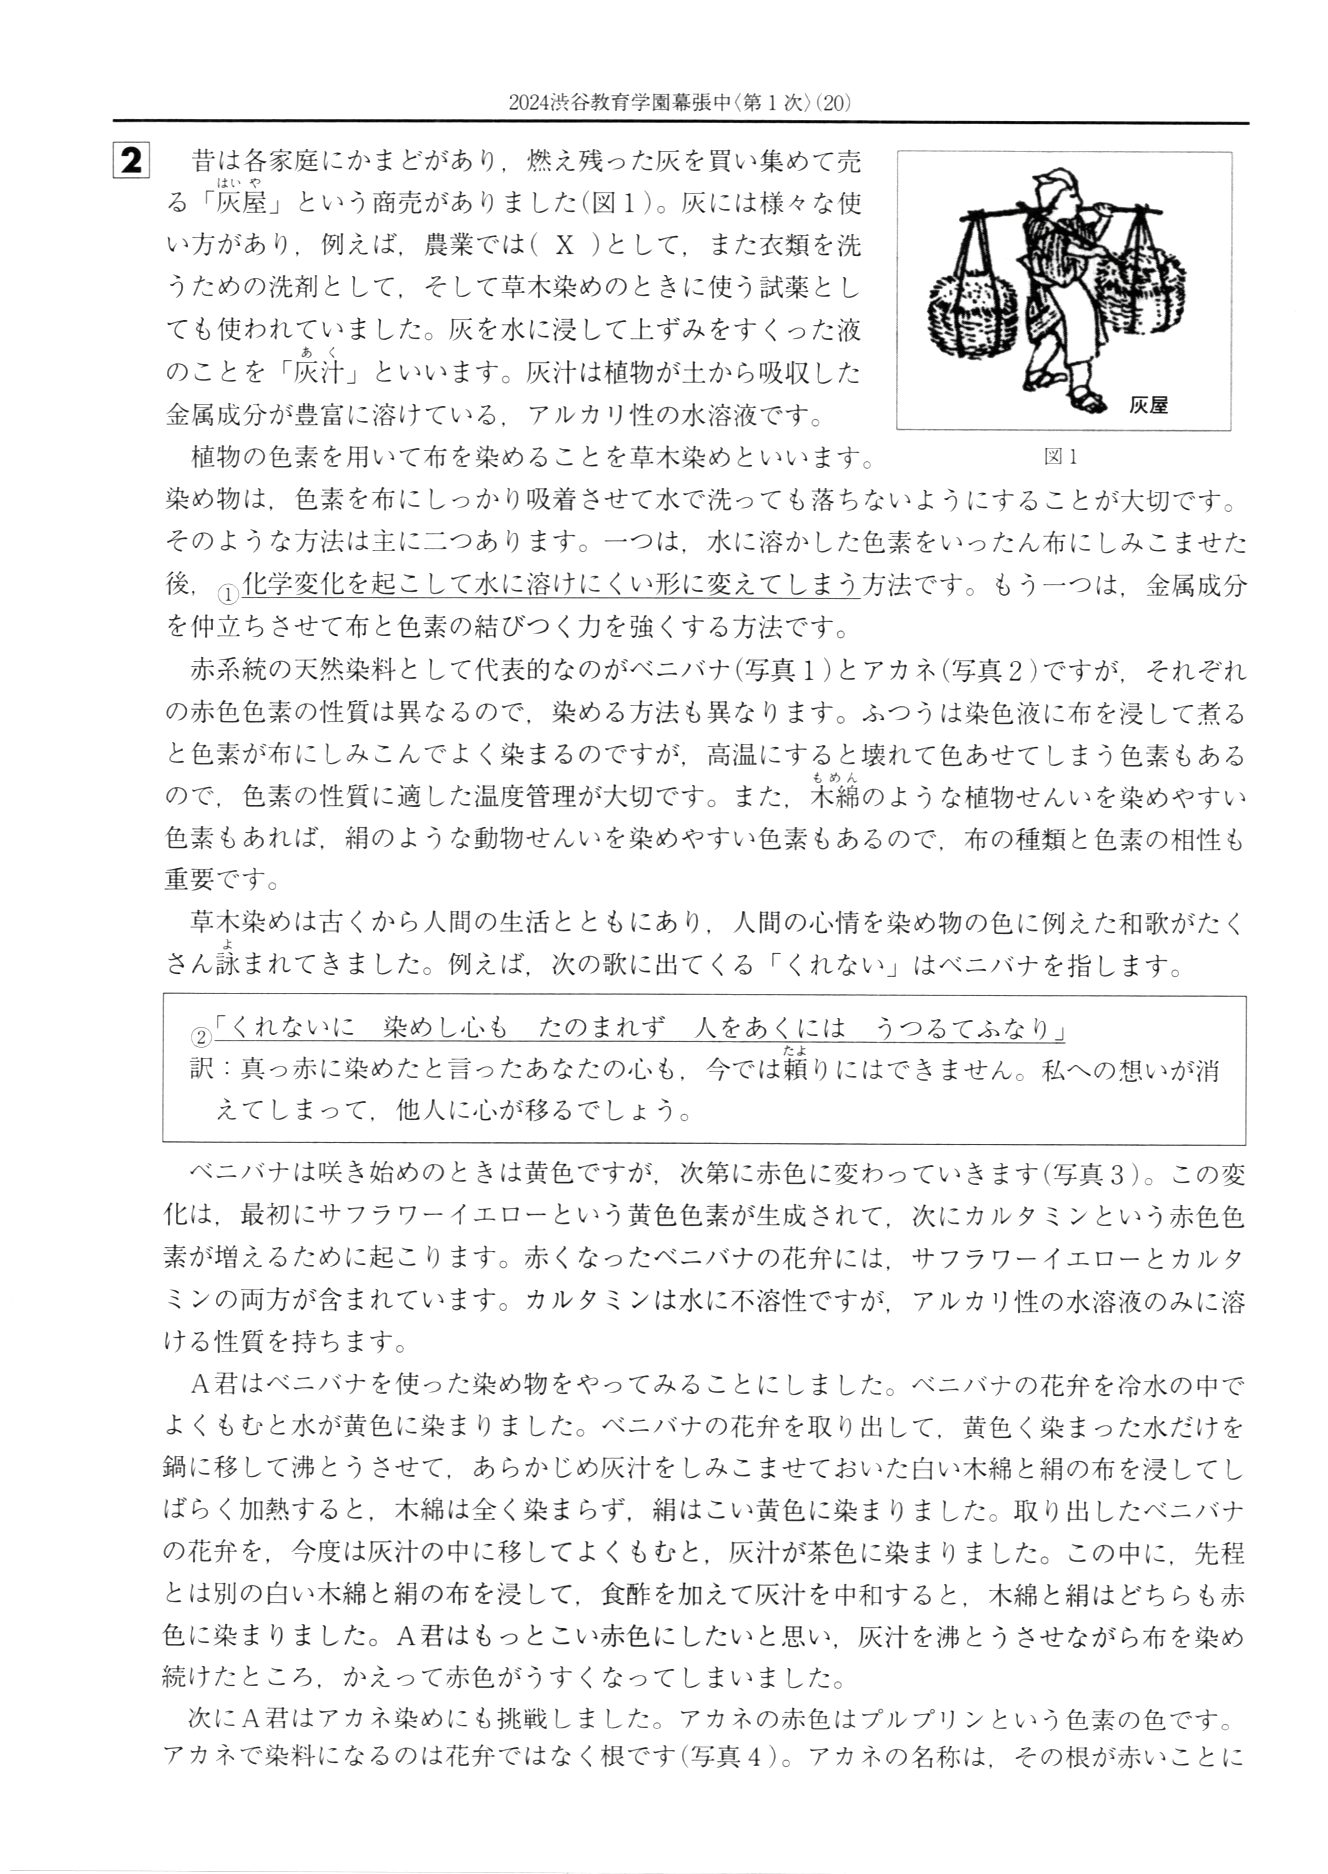 2024渋谷教育学園幕張中〈第1次〉(20)
2 昔は各家庭にかまどがあり，燃え残った灰を買い集めて売
る「灰屋」という商売がありました(図1)。灰には様々な使
い方があり，例えば，農業では( X )として，また衣類を洗
うための洗剤として，そして草木染めのときに使う試薬とし
ても使われていました。灰を水に浸して上ずみをすくった液
のことを「灰汁」といいます。灰汁は植物が土から吸収した
金属成分が豊富に溶けている，アルカリ性の水溶液です。
灰屋
図1
植物の色素を用いて布を染めることを草木染めといいます。
染め物は，色素を布にしっかり吸着させて水で洗っても落ちないようにすることが大切です。
そのような方法は主に二つあります。一つは，水に溶かした色素をいったん布にしみこませた
後，①化学変化を起こして水に溶けにくい形に変えてしまう方法です。もう一つは，金属成分
を仲立ちさせて布と色素の結びつく力を強くする方法です。
赤系統の天然染料として代表的なのがベニバナ(写真1)とアカネ(写真2)ですが，それぞれ
の赤色色素の性質は異なるので，染める方法も異なります。ふつうは染色液に布を浸して煮る
と色素が布にしみこんでよく染まるのですが，高温にすると壊れて色あせてしまう色素もある
ので，色素の性質に適した温度管理が大切です。また，木綿のような植物せんいを染めやすい
色素もあれば，絹のような動物せんいを染めやすい色素もあるので，布の種類と色素の相性も
重要です。
草木染めは古くから人間の生活とともにあり，人間の心情を染め物の色に例えた和歌がたく
さん詠まれてきました。例えば，次の歌に出てくる「くれない」はベニバナを指します。
②「くれないに　染めし心も　たのまれず　人をあくには　うつるてふなり」
訳：真っ赤に染めたと言ったあなたの心も，今では頼りにはできません。私への想いが消
えてしまって，他人に心が移るでしょう。
ベニバナは咲き始めのときは黄色ですが，次第に赤色に変わっていきます(写真3)。この変
化は，最初にサフラワーイエローという黄色色素が生成されて，次にカルタミンという赤色色
素が増えるために起こります。赤くなったベニバナの花弁には，サフラワーイエローとカルタ
ミンの両方が含まれています。カルタミンは水に不溶性ですが，アルカリ性の水溶液のみに溶
ける性質を持ちます。
A君はベニバナを使った染め物をやってみることにしました。ベニバナの花弁を冷水の中で
よくもむと水が黄色に染まりました。ベニバナの花弁を取り出して，黄色く染まった水だけを
鍋に移して沸とうさせて，あらかじめ灰汁をしみこませておいた白い木綿と絹の布を浸してし
ばらく加熱すると，木綿は全く染まらず，絹はこい黄色に染まりました。取り出したベニバナ
の花弁を，今度は灰汁の中に移してよくもむと，灰汁が茶色に染まりました。この中に，先程
とは別の白い木綿と絹の布を浸して，食酢を加えて灰汁を中和すると，木綿と絹はどちらも赤
色に染まりました。A君はもっとこい赤色にしたいと思い，灰汁を沸とうさせながら布を染め
続けたところ，かえって赤色がうすくなってしまいました。
次にA君はアカネ染めにも挑戦しました。アカネの赤色はプルプリンという色素の色です。
アカネで染料になるのは花弁ではなく根です(写真4)。アカネの名称は，その根が赤いことに